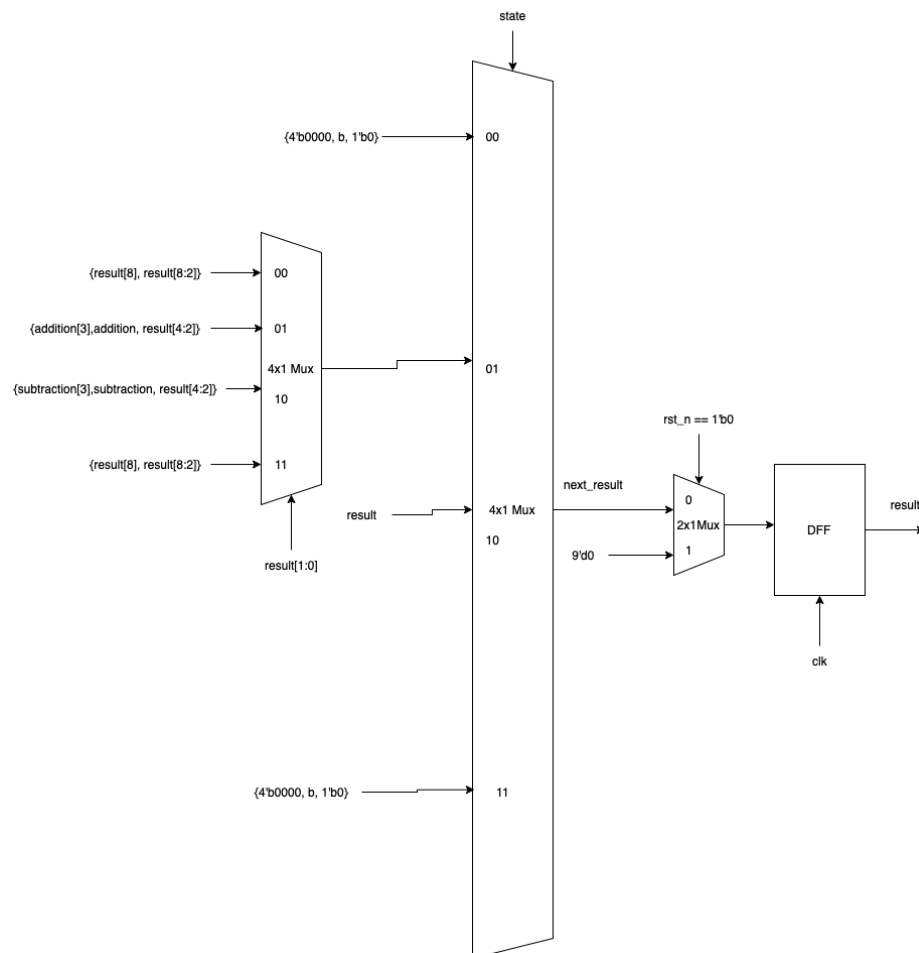 state
{4'b0000, b, 1'b0}
00
{result[8], result[8:2]}
00
{addition[3],addition, result[4:2]}
01
4x1 Mux
{subtraction[3],subtraction, result[4:2]}
10
{result[8], result[8:2]}
11
result[1:0]
01
result
4x1 Mux
10
{4'b0000, b, 1'b0}
11
next_result
rst_n == 1'b0
0
2x1Mux
1
9'd0
DFF
result
clk